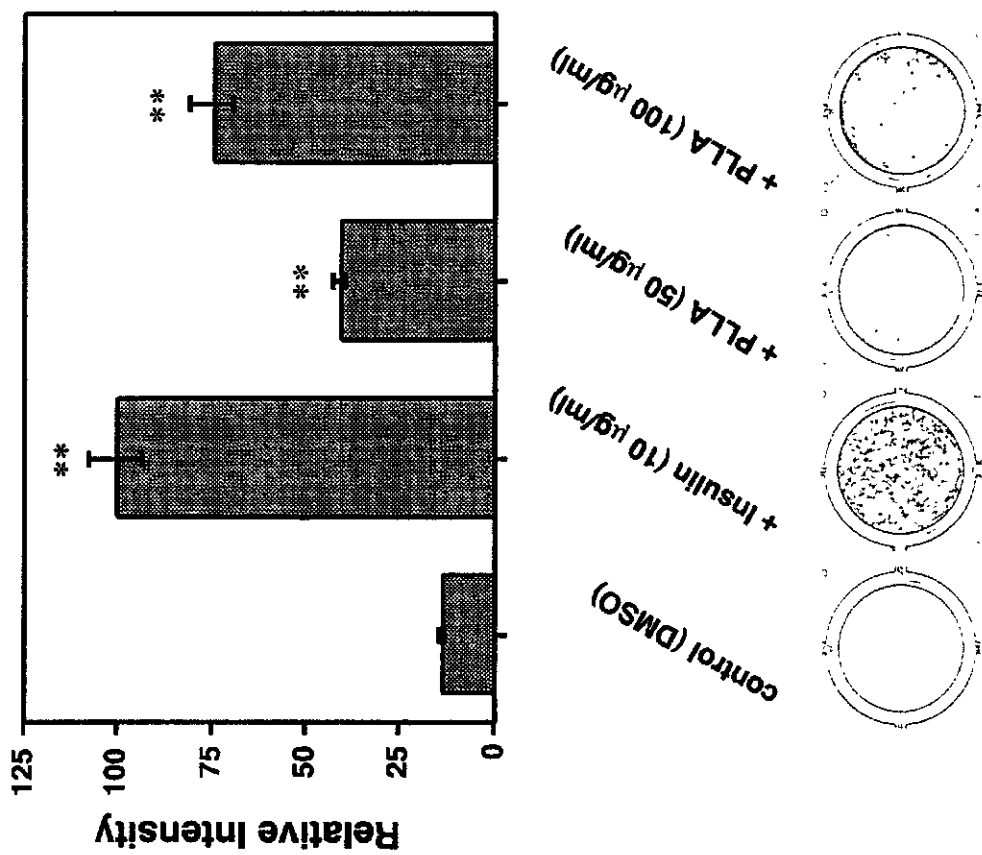 Relative Intensity
125
100
75
50
25
0
**
**
**
control (DMSO)
+ Insulin (10 μg/ml)
+ PLLA (50 μg/ml)
+ PLLA (100 μg/ml)